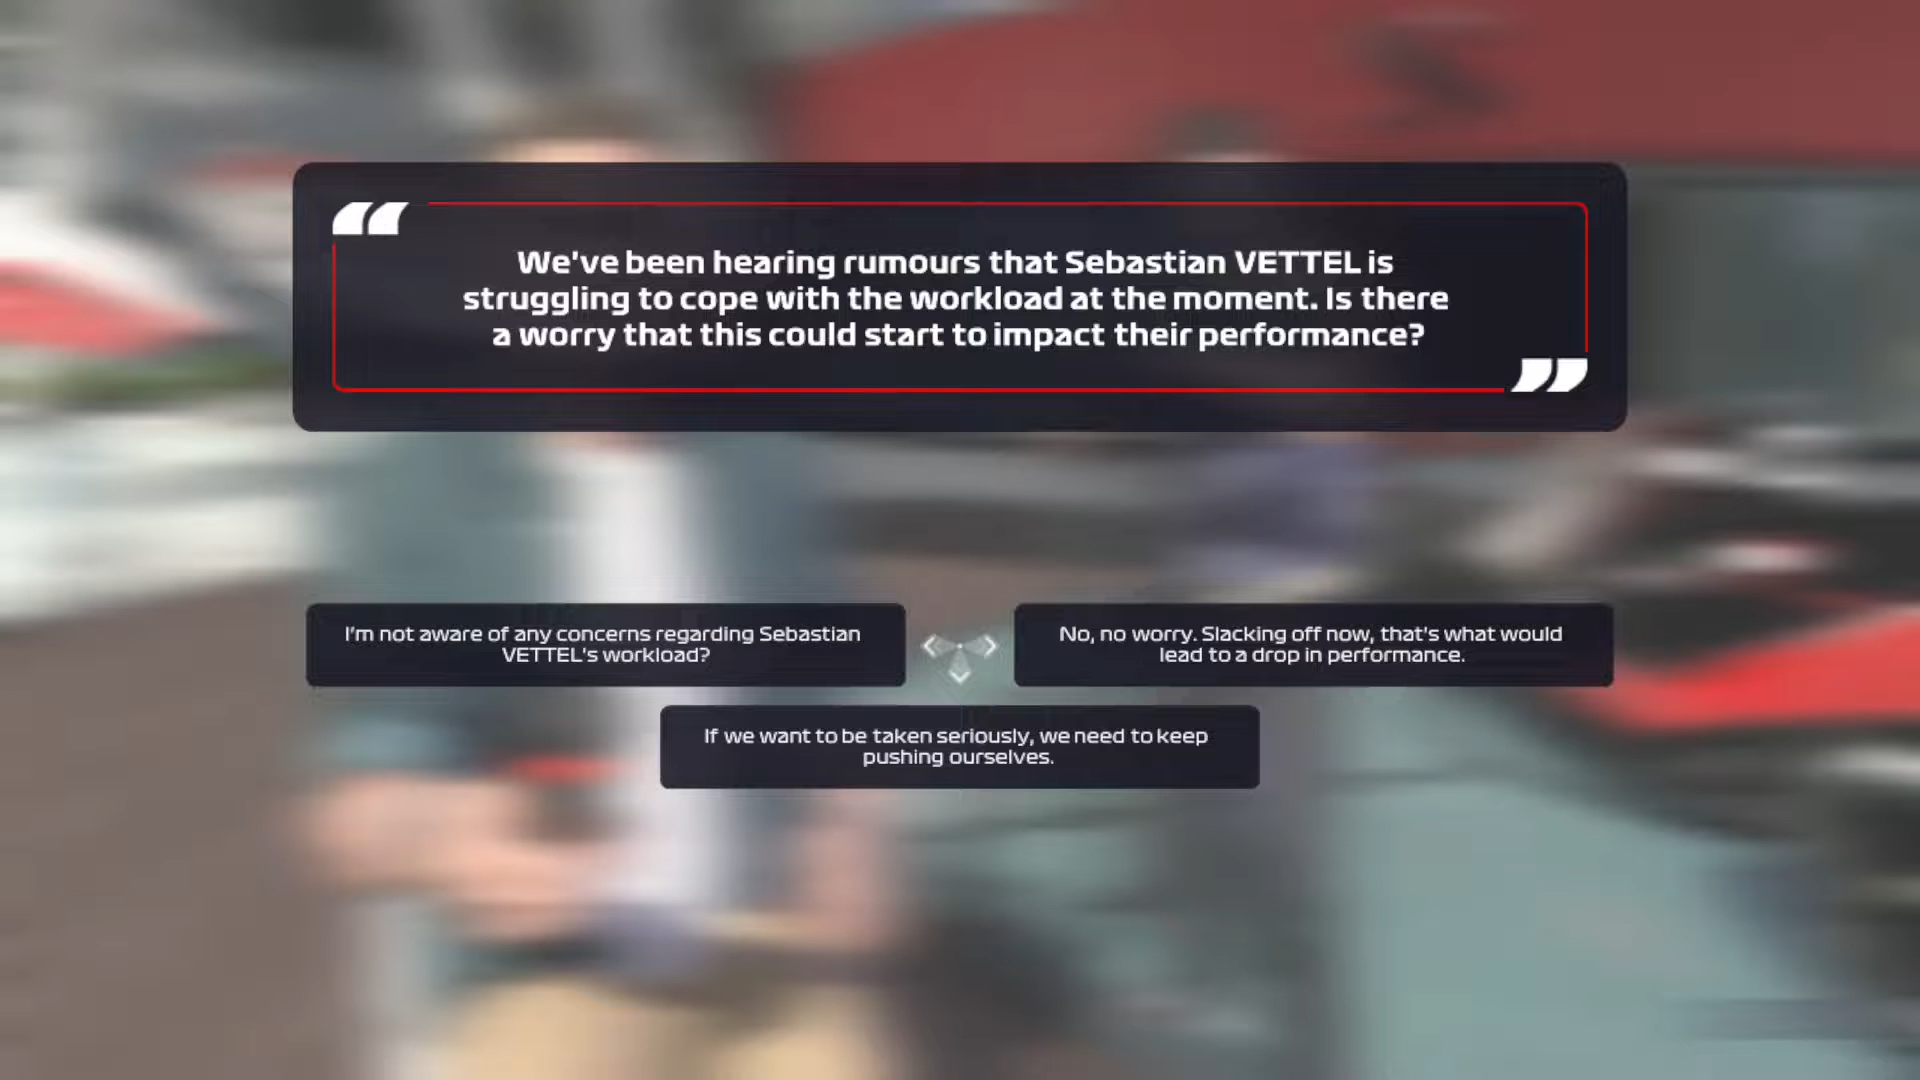 We've been hearing rumours that Sebastian VETTEL is
struggling to cope with the workload at the moment. Is there
a worry that this could start to impact their performance?
I'm not aware of any concerns regarding Sebastian
VETTEL's workload?
No, no worry. Slacking off now, that's what would
lead to a drop in performance.
If we want to be taken seriously, we need to keep
pushing ourselves.